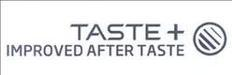 TASTE +
IMPROVED AFTER TASTE